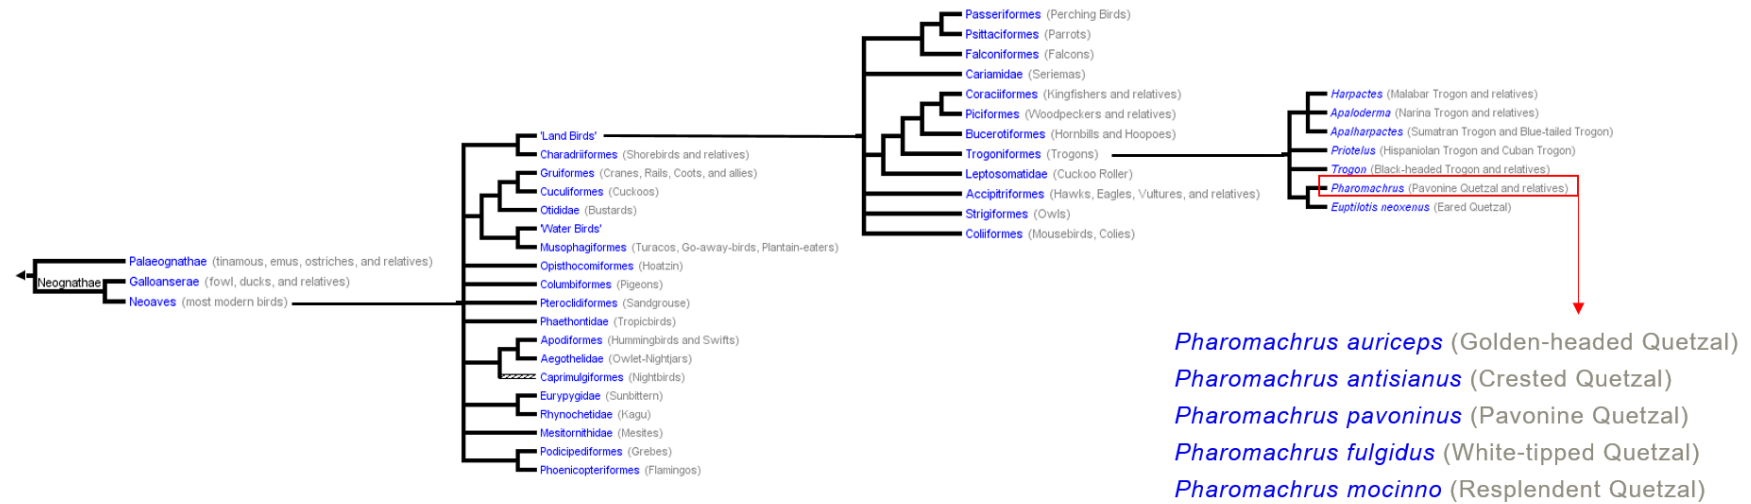 Neognathae
Palaeognathae (tinamous, emus, ostriches, and relatives)
Galloanserae (fowl, ducks, and relatives)
Neoaves (most modern birds)
'Land Birds'
Charadriiformes (Shorebirds and relatives)
Gruiformes (Cranes, Rails, Coots, and allies)
Cuculiformes (Cuckoos)
Otididae (Bustards)
'Water Birds'
Musophagiformes (Turacos, Go-away-birds, Plantain-eaters)
Opisthocomiformes (Hoatzin)
Columbiformes (Pigeons)
Pteroclidiformes (Sandgrouse)
Phaethontidae (Tropicbirds)
Apodiformes (Hummingbirds and Swifts)
Aegothelidae (Owlet-Nightjars)
Caprimulgiformes (Nightbirds)
Eurypygidae (Sunbittern)
Rhynochetidae (Kagu)
Mesitornithidae (Mesites)
Podicipediformes (Grebes)
Phoenicopteriformes (Flamingos)
Passeriformes (Perching Birds)
Psittaciformes (Parrots)
Falconiformes (Falcons)
Cariamidae (Seriemas)
Coraciiformes (Kingfishers and relatives)
Piciformes (Woodpeckers and relatives)
Bucerotiformes (Hornbills and Hoopoes)
Trogoniformes (Trogons)
Leptosomatidae (Cuckoo Roller)
Accipitriformes (Hawks, Eagles, Vultures, and relatives)
Strigiformes (Owls)
Coliiformes (Mousebirds, Colies)
Harpactes (Malabar Trogon and relatives)
Apaloderma (Narina Trogon and relatives)
Apalharpactes (Sumatran Trogon and Blue-tailed Trogon)
Priotelus (Hispaniolan Trogon and Cuban Trogon)
Trogon (Black-headed Trogon and relatives)
Pharomachrus (Pavonine Quetzal and relatives)
Euptilotis neoxenus (Eared Quetzal)
Pharomachrus auriceps (Golden-headed Quetzal)
Pharomachrus antisianus (Crested Quetzal)
Pharomachrus pavoninus (Pavonine Quetzal)
Pharomachrus fulgidus (White-tipped Quetzal)
Pharomachrus mocinno (Resplendent Quetzal)